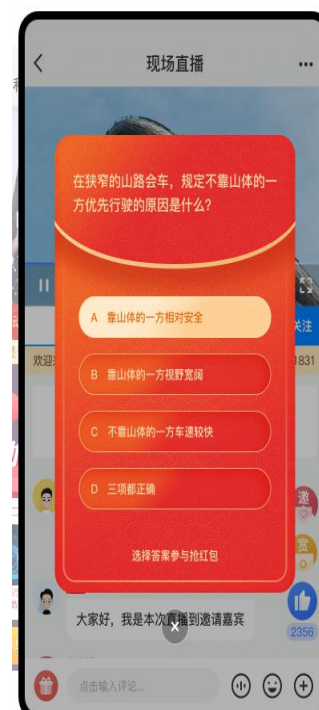 现场直播
在狭窄的山路会车，规定不靠山体的一
方优先行驶的原因是什么？
A 靠山体的一方相对安全
关注
欢迎
1831
B 靠山体的一方视野宽阔
C 不靠山体的一方车速较快
D 三项都正确
邀
选择答案参与抢红包
赏
大家好，我是本次直播到邀请嘉宾
2356
点击输入评论...